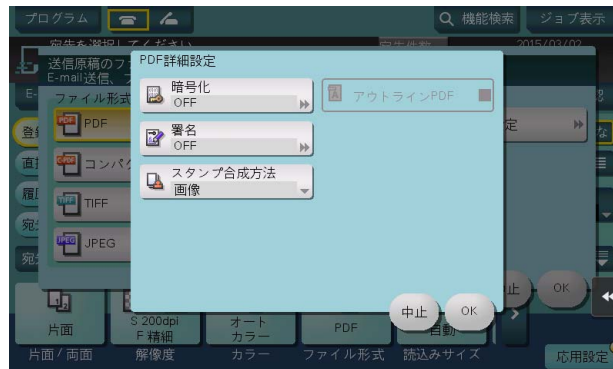 プログラム
機能検索
ジョブ表示
宛先を選択してください
2015/03/02
送信原稿のフ
E-mail送信、
PDF詳細設定
ファイル形式
暗号化
OFF
アウトラインPDF
PDF
署名
OFF
定
コンパク
スタンプ合成方法
画像
TIFF
JPEG
中止
OK
OK
片面
S 200dpi
F 精細
オート
カラー
PDF
自動
片面/両面
解像度
カラー
ファイル形式
読込みサイズ
応用設定